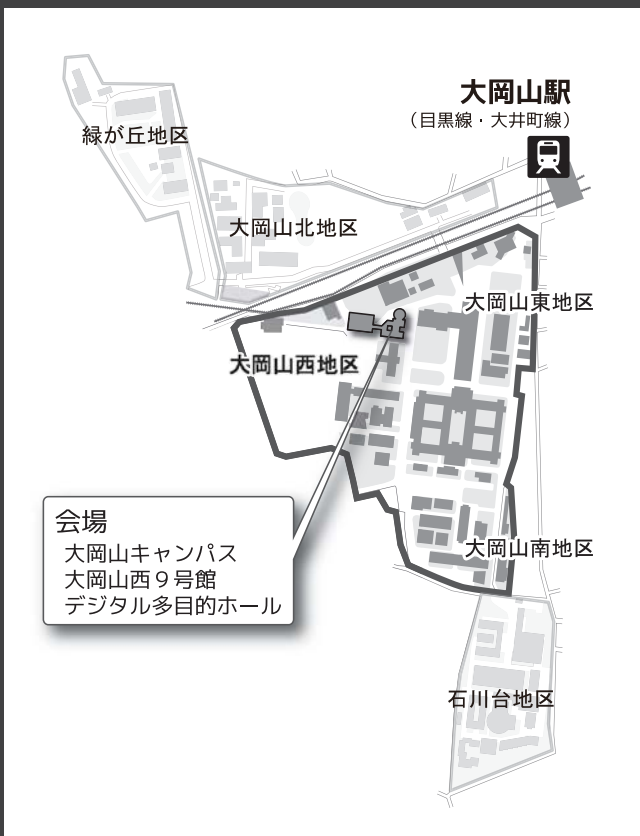 大岡山駅
（目黒線・大井町線）
緑が丘地区
大岡山北地区
大岡山東地区
大岡山西地区
会場
大岡山キャンパス
大岡山西９号館
デジタル多目的ホール
大岡山南地区
石川台地区